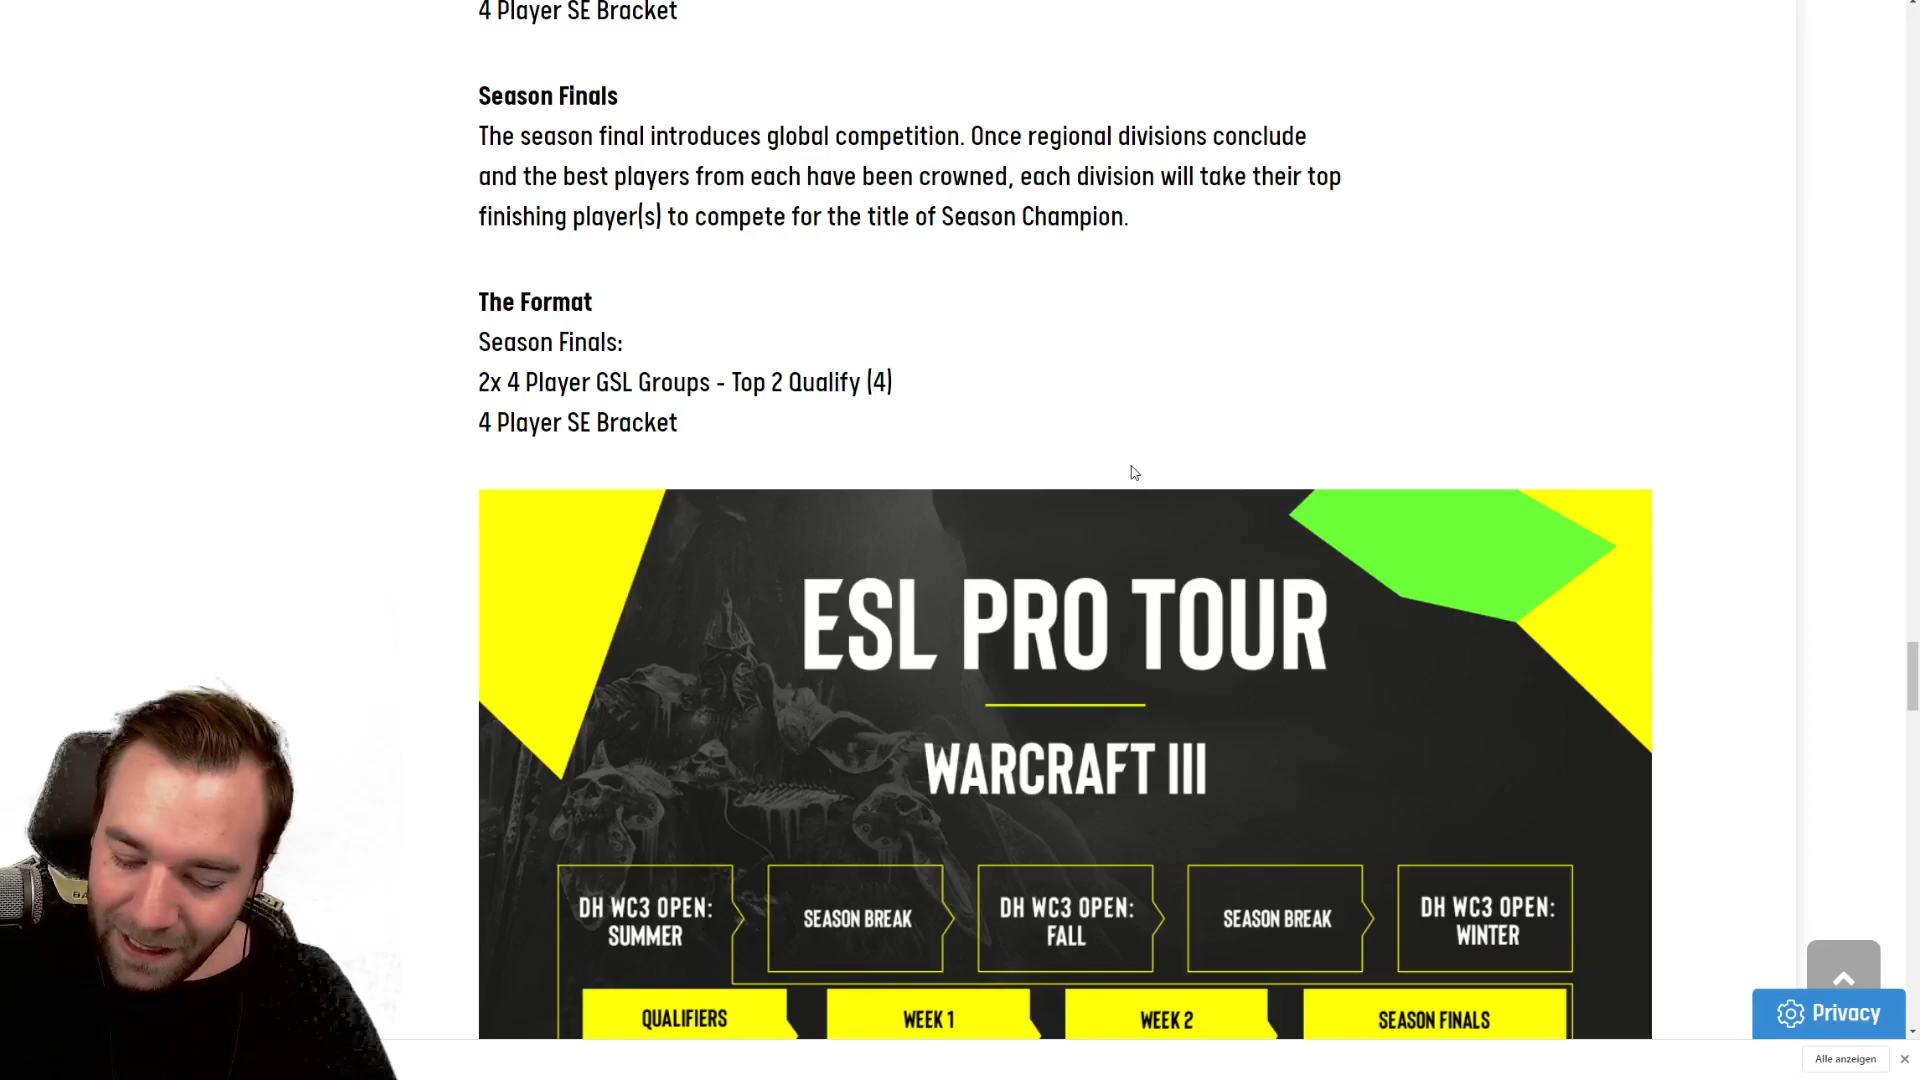 4 Player SE Bracket
Season Finals
The season final introduces global competition. Once regional divisions conclude
and the best players from each have been crowned, each division will take their top
finishing player(s) to compete for the title of Season Champion.
The Format
Season Finals:
2x 4 Player GSL Groups - Top 2 Qualify (4)
4 Player SE Bracket
ESL PRO TOUR
WARCRAFT III
DH WC3 OPEN:
SUMMER
SEASON BREAK
DH WC3 OPEN:
FALL
SEASON BREAK
DH WC3 OPEN:
WINTER
QUALIFIERS
WEEK 1
WEEK 2
SEASON FINALS
Privacy
Alle anzeigen